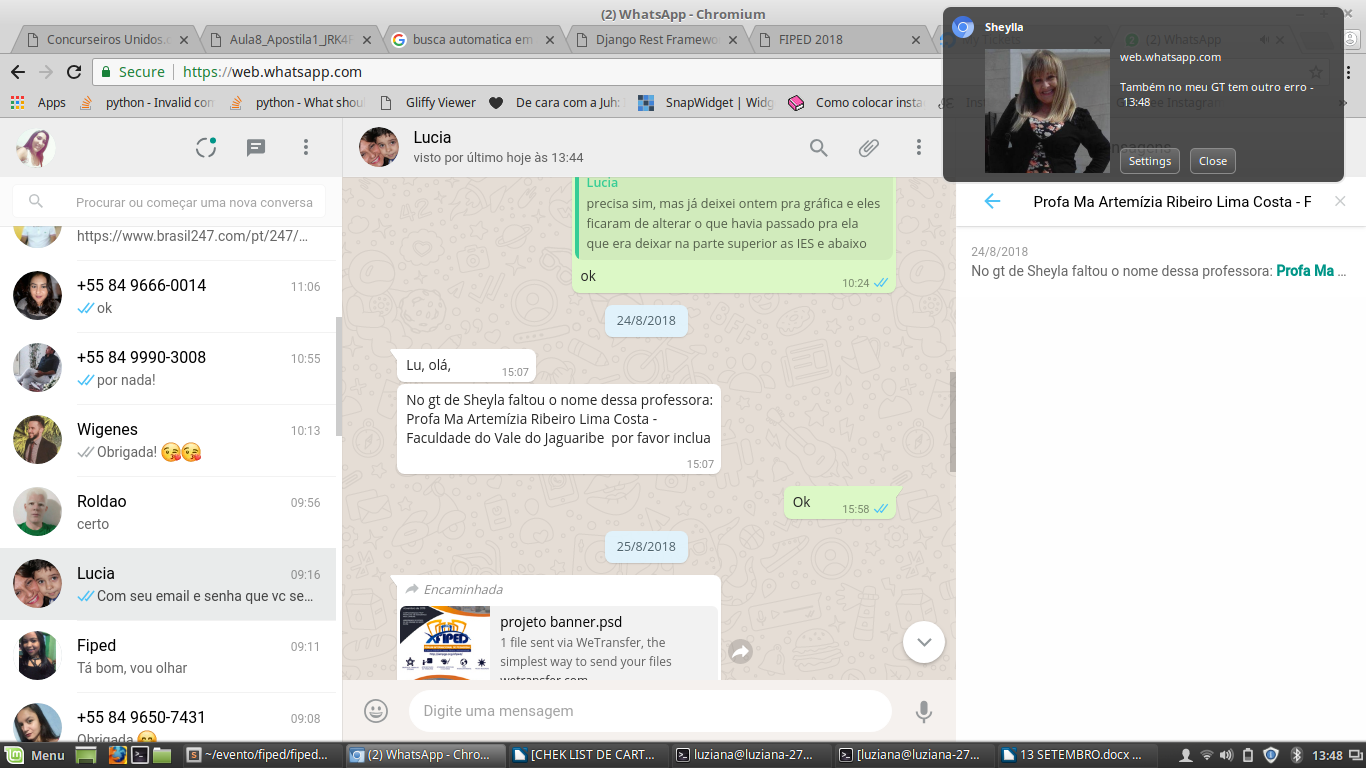 (2) WhatsApp - Chromium
Concurseiros Unidos.
Aula8_Apostila1_JRK4F
busca automatica em
Django Rest Framewo
FIPED 2018
My Tickets
(2) WhatsApp
Sheylla
web.whatsapp.com
Também no meu GT tem outro erro -
13:48
Settings
Close
Secure
https://web.whatsapp.com
Apps
python - Invalid con
python - What shou
Gliffy Viewer
De cara com a Juh:
SnapWidget | Widg
Como colocar insta
Lucia
visto por último hoje às 13:44
Procurar ou começar uma nova conversa
https://www.brasil247.com/pt/247/…
+55 84 9666-0014
11:06
ok
+55 84 9990-3008
10:55
por nada!
Wigenes
10:13
Obrigada! 😘😘
Roldao
09:56
certo
Lucia
09:16
Com seu email e senha que vc se…
Fiped
09:11
Tá bom, vou olhar
+55 84 9650-7431
09:08
Obrigada 😊
Lucia
precisa sim, mas já deixei ontem pra gráfica e eles
ficaram de alterar o que havia passado pra ela
que era deixar na parte superior as IES e abaixo
ok
10:24
24/8/2018
Lu, olá,
15:07
No gt de Sheyla faltou o nome dessa professora:
Profa Ma Artemízia Ribeiro Lima Costa -
Faculdade do Vale do Jaguaribe por favor inclua
15:07
Ok
15:58
25/8/2018
Encaminhada
projeto banner.psd
1 file sent via WeTransfer, the
simplest way to send your files
wetransfer.com
FIPED
Digite uma mensagem
Profa Ma Artemízia Ribeiro Lima Costa - F
24/8/2018
No gt de Sheyla faltou o nome dessa professora: Profa Ma …
Menu
~/evento/fiped/fiped...
(2) WhatsApp - Chro...
[CHEK LIST DE CART...
luziana@luziana-27...
[luziana@luziana-27...
13 SETEMBRO.docx ...
13:48